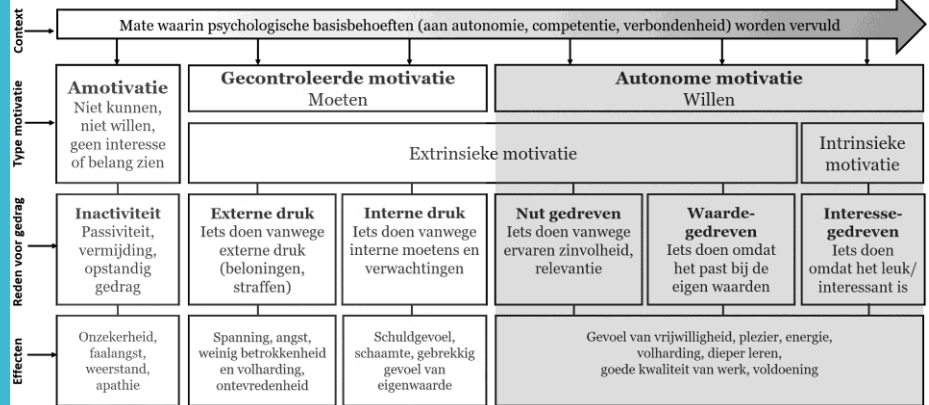 Context
Mate waarin psychologische basisbehoeften (aan autonomie, competentie, verbondenheid) worden vervuld
Type motivatie
Amotivatie
Niet kunnen,
niet willen,
geen interesse
of belang zien
Gecontroleerde motivatie
Moeten
Autonome motivatie
Willen
Extrinsieke motivatie
Intrinsieke
motivatie
Reden voor gedrag
Inactiviteit
Passiviteit,
vermijding,
opstandig
gedrag
Externe druk
Iets doen vanwege
externe druk
(beloningen,
straffen)
Interne druk
Iets doen vanwege
interne moetens en
verwachtingen
Nut gedreven
Iets doen vanwege
ervaren zinvolheid,
relevantie
Waarde-
gedreven
Iets doen omdat
het past bij de
eigen waarden
Interesse-
gedreven
Iets doen
omdat het leuk/
interessant is
Effecten
Onzekerheid,
faalangst,
weerstand,
apathie
Spanning, angst,
weinig betrokkenheid
en volharding,
ontevredenheid
Schuldgevoel,
schaamte, gebrekkig
gevoel van
eigenwaarde
Gevoel van vrijwilligheid, plezier, energie,
volharding, dieper leren,
goede kwaliteit van werk, voldoening